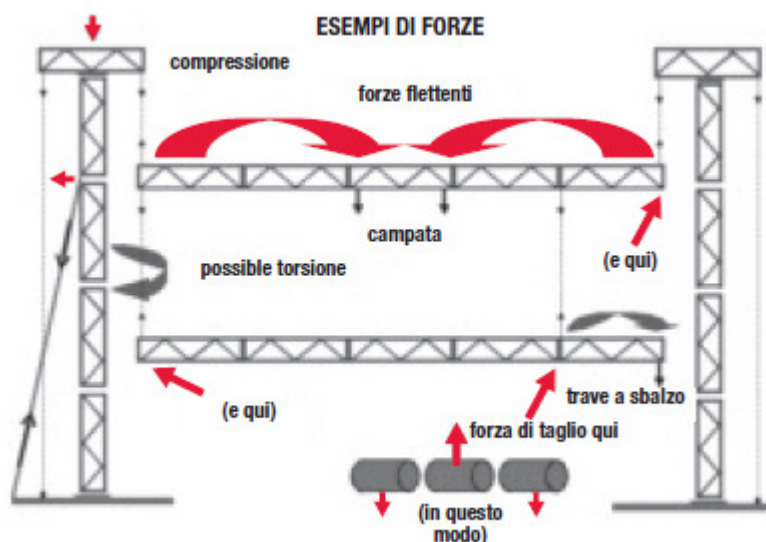 ESEMPI DI FORZE
compressione
forze flettenti
campata
(e qui)
possible torsione
(e qui)
trave a sbalzo
forza di taglio qui
(in questo
modo)